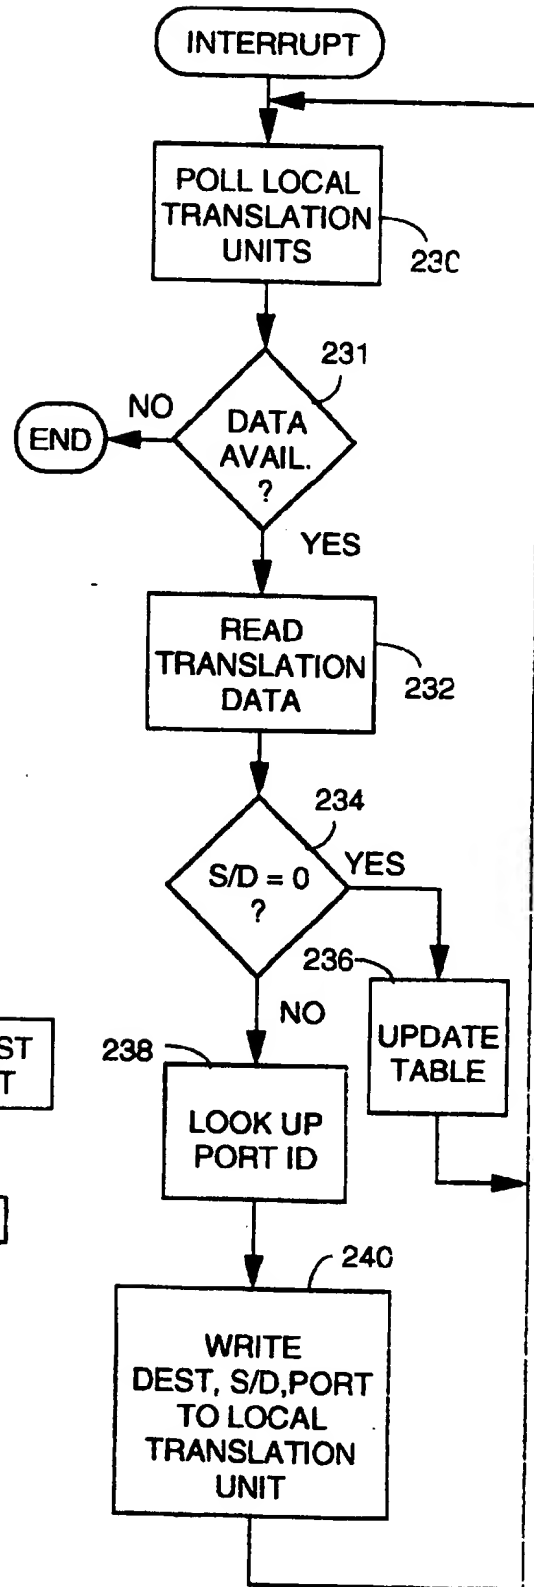 INTERRUPT
POLL LOCAL
TRANSLATION
UNITS
230
231
DATA
AVAIL.
?
NO
END
YES
READ
TRANSLATION
DATA
232
234
S/D = 0
?
YES
236
UPDATE
TABLE
NO
238
LOOK UP
PORT ID
ST
T
240
WRITE
DEST, S/D,PORT
TO LOCAL
TRANSLATION
UNIT